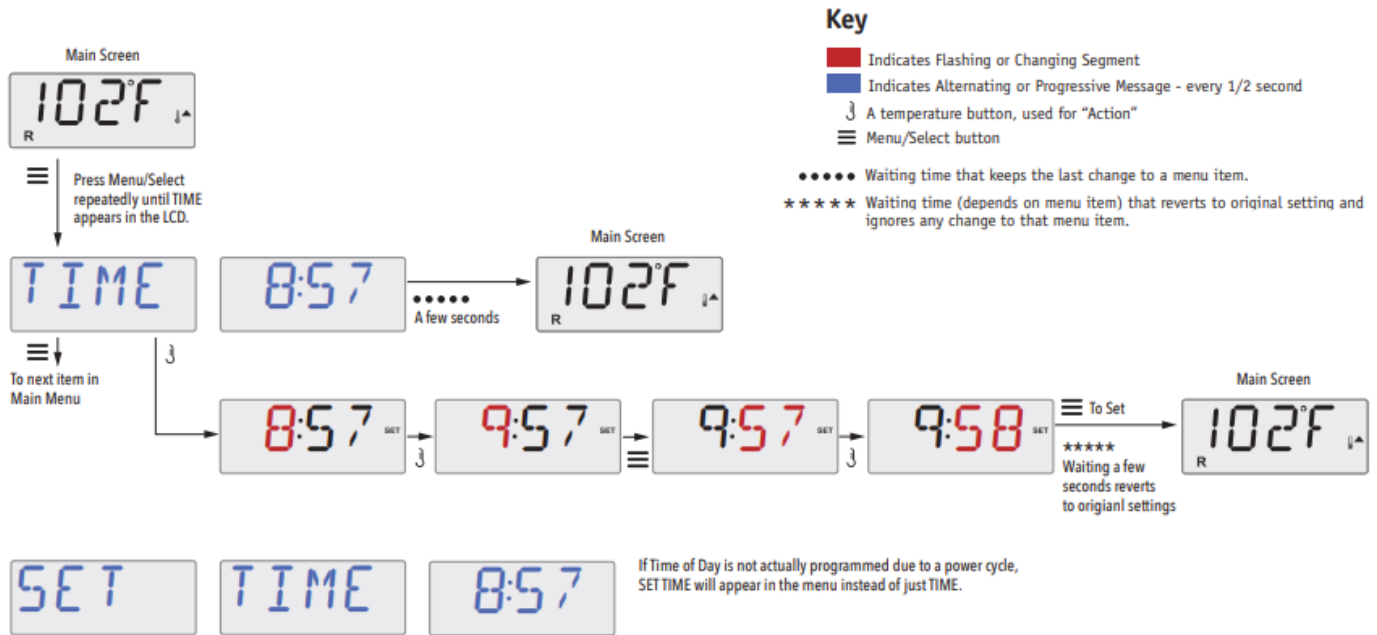 Key
Indicates Flashing or Changing Segment
Indicates Alternating or Progressive Message - every 1/2 second
A temperature button, used for “Action”
Menu/Select button
••••• Waiting time that keeps the last change to a menu item.
***** Waiting time (depends on menu item) that reverts to original setting and
ignores any change to that menu item.
Main Screen
102°F
R
Press Menu/Select
repeatedly until TIME
appears in the LCD.
TIME
8:57
•••••
A few seconds
Main Screen
102°F
R
To next item in
Main Menu
8:57 SET
9:57 SET
9:57 SET
9:58 SET
To Set
*****
Waiting a few
seconds reverts
to origianl settings
Main Screen
102°F
R
SET
TIME
8:57
If Time of Day is not actually programmed due to a power cycle,
SET TIME will appear in the menu instead of just TIME.